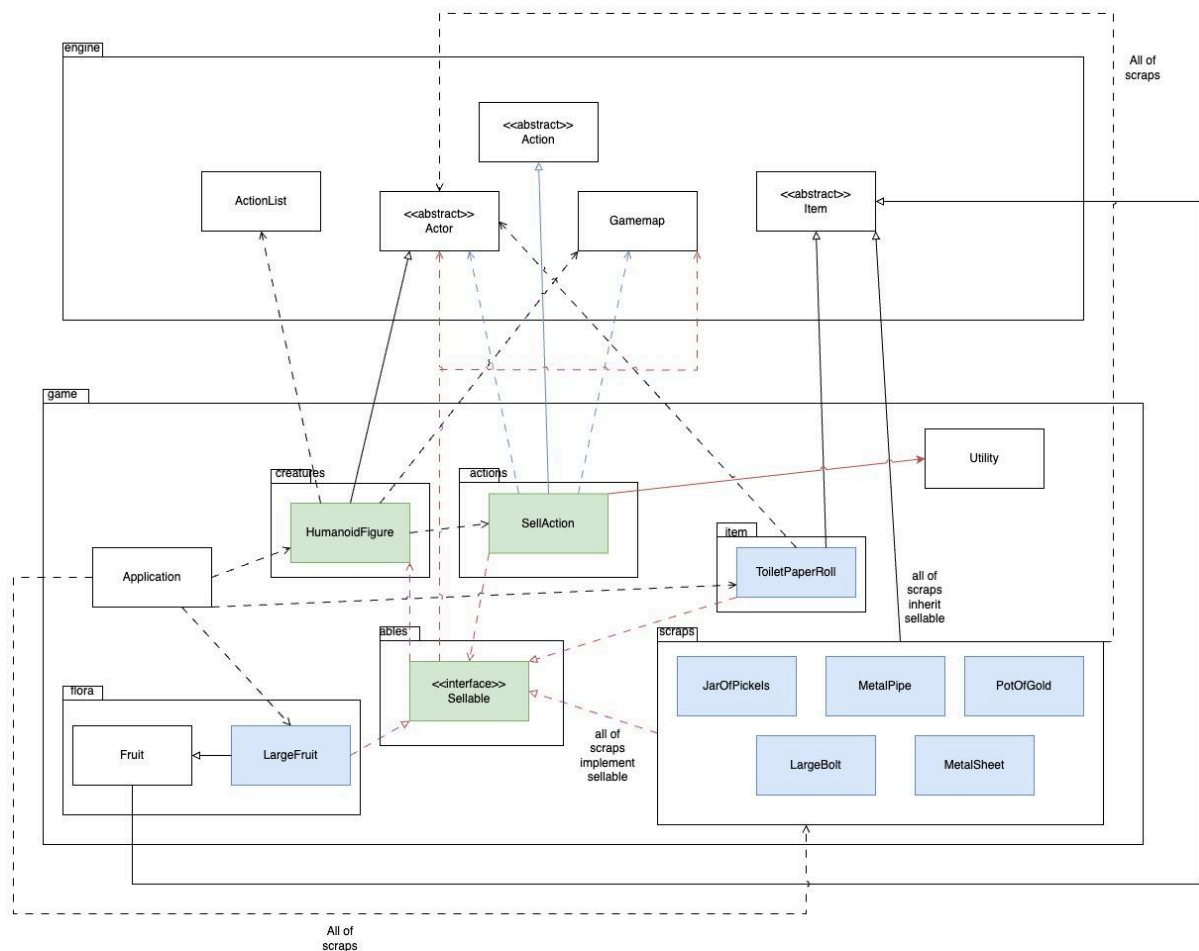 All of
scraps
engine
<<abstract>>
Action
ActionList
<<abstract>>
Actor
Gamemap
<<abstract>>
Item
game
Utility
creatures
HumanoidFigure
actions
SellAction
item
ToiletPaperRoll
Application
all of
scraps
inherit
sellable
ables
<<interface>>
Sellable
scraps
JarOfPickels
MetalPipe
PotOfGold
LargeBolt
MetalSheet
flora
Fruit
LargeFruit
all of
scraps
implement
sellable
All of
scraps